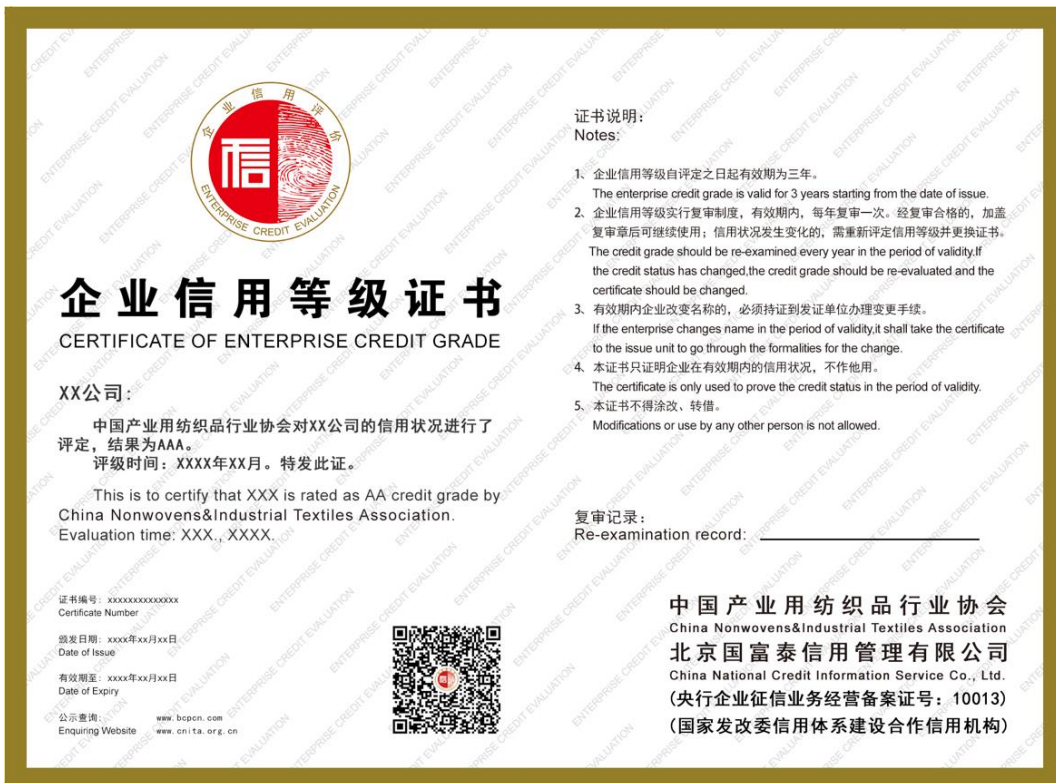 企业信用评价
信
ENTERPRISE CREDIT EVALUATION
企业信用等级证书
CERTIFICATE OF ENTERPRISE CREDIT GRADE
XX公司:
中国产业用纺织品行业协会对XX公司的信用状况进行了
评定，结果为AAA。
评级时间：XXXX年XX月。特发此证。
This is to certify that XXX is rated as AA credit grade by
China Nonwovens&Industrial Textiles Association.
Evaluation time: XXX., XXXX.
证书编号: xxxxxxxxxxxxxx
Certificate Number
颁发日期: xxxx年xx月xx日
Date of Issue
有效期至: xxxx年xx月xx日
Date of Expiry
公示查询: www.bcpcn.com
Enquiring Website www.cnita.org.cn
证书说明:
Notes:
1、企业信用等级自评定之日起有效期为三年。
The enterprise credit grade is valid for 3 years starting from the date of issue.
2、企业信用等级实行复审制度，有效期内，每年复审一次。经复审合格的，加盖
复审章后可继续使用；信用状况发生变化的，需重新评定信用等级并更换证书。
The credit grade should be re-examined every year in the period of validity.If
the credit status has changed,the credit grade should be re-evaluated and the
certificate should be changed.
3、有效期内企业改变名称的，必须持证到发证单位办理变更手续。
If the enterprise changes name in the period of validity,it shall take the certificate
to the issue unit to go through the formalities for the change.
4、本证书只证明企业在有效期内的信用状况，不作他用。
The certificate is only used to prove the credit status in the period of validity.
5、本证书不得涂改、转借。
Modifications or use by any other person is not allowed.
复审记录:
Re-examination record:
中国产业用纺织品行业协会
China Nonwovens&Industrial Textiles Association
北京国富泰信用管理有限公司
China National Credit Information Service Co., Ltd.
(央行企业征信业务经营备案证号：10013)
(国家发改委信用体系建设合作信用机构)